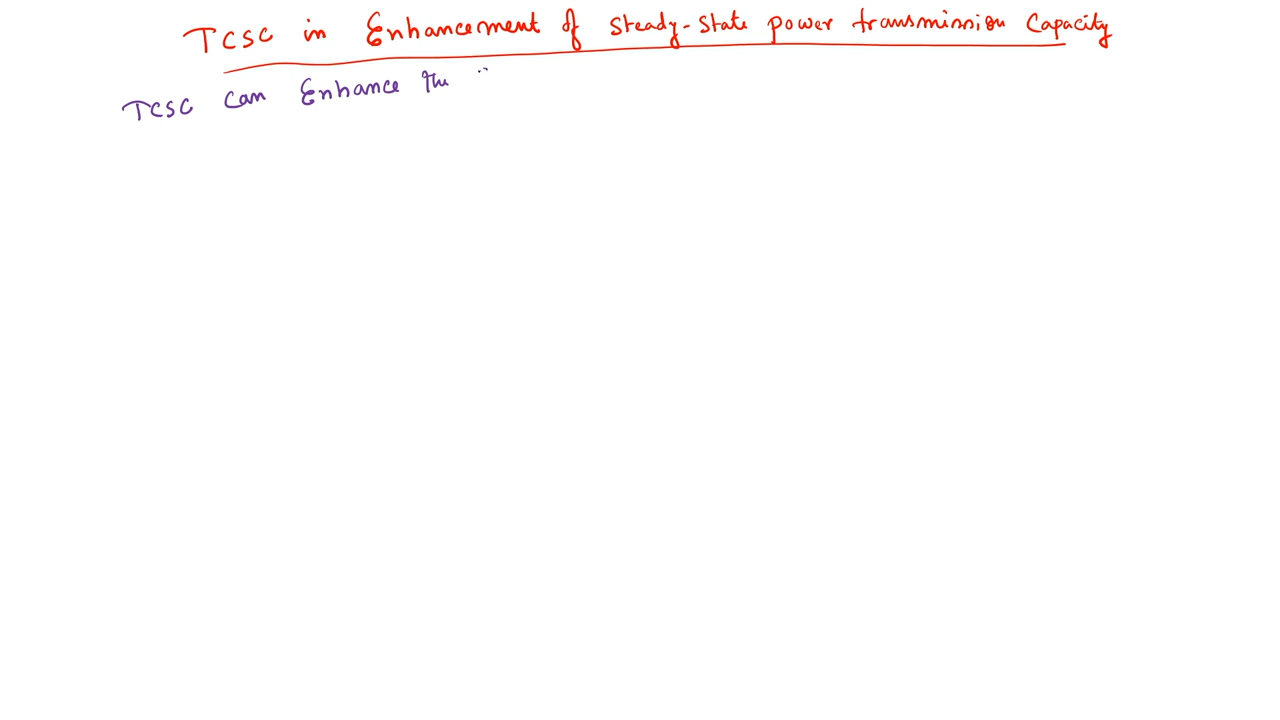 TCSC in Enhancement of Steady-State power transmission Capacity
TCSC can Enhance the